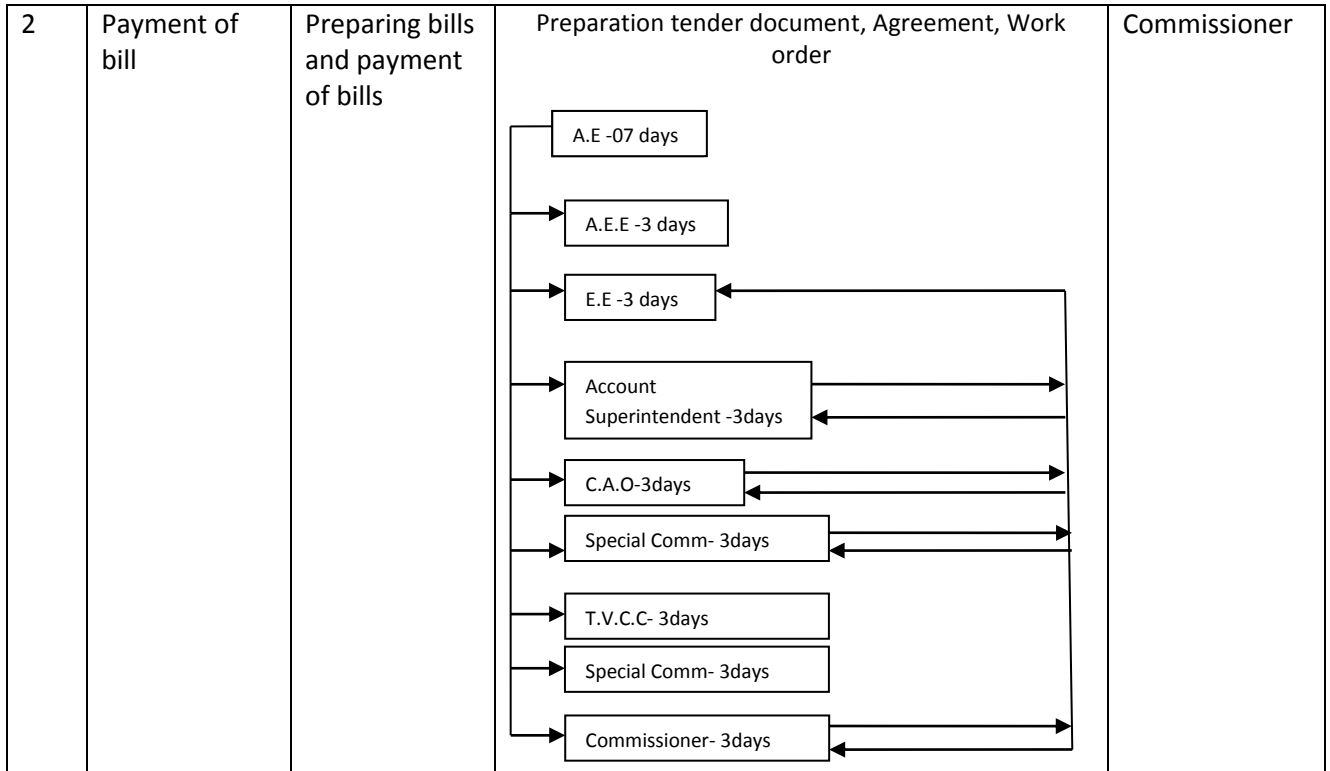 2
Payment of
bill
Preparing bills
and payment
of bills
Preparation tender document, Agreement, Work
order
Commissioner
A.E -07 days
A.E.E -3 days
E.E -3 days
Account
Superintendent -3days
C.A.O-3days
Special Comm- 3days
T.V.C.C- 3days
Special Comm- 3days
Commissioner- 3days